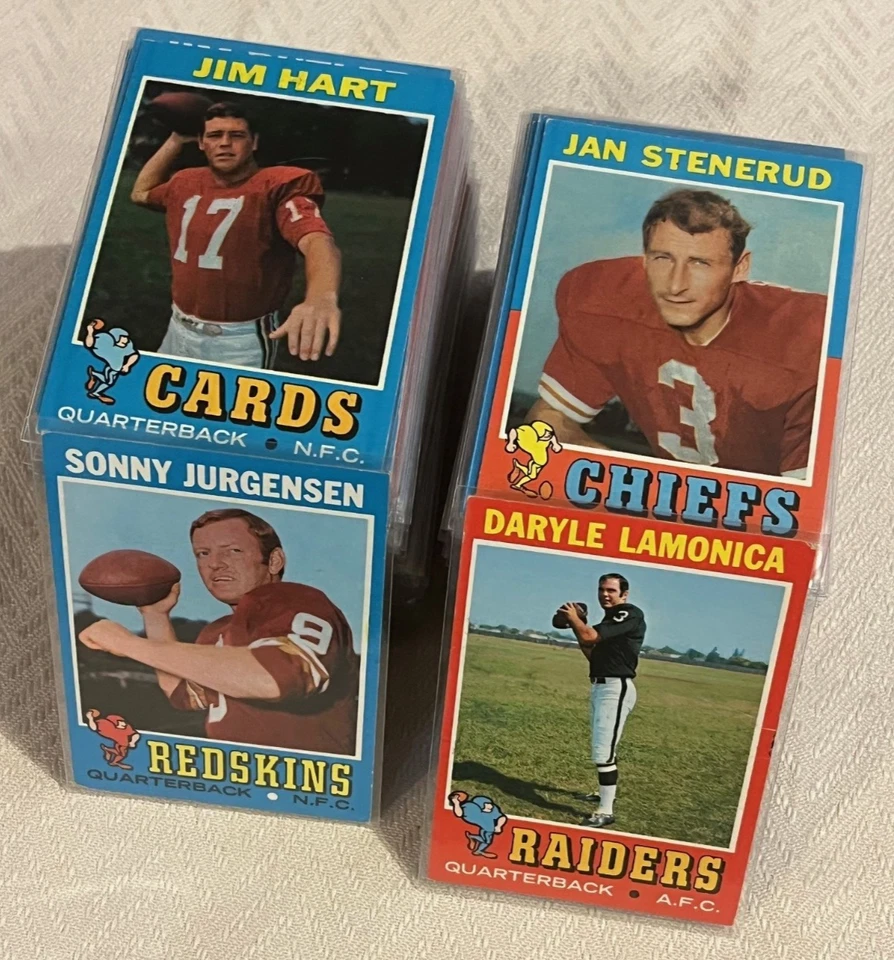 JIM HART
17
17
CARDS
QUARTERBACK • N.F.C.
JAN STENERUD
3
CHIEFS
SONNY JURGENSEN
9
REDSKINS
QUARTERBACK • N.F.C.
DARYLE LAMONICA
3
RAIDERS
QUARTERBACK • A.F.C.